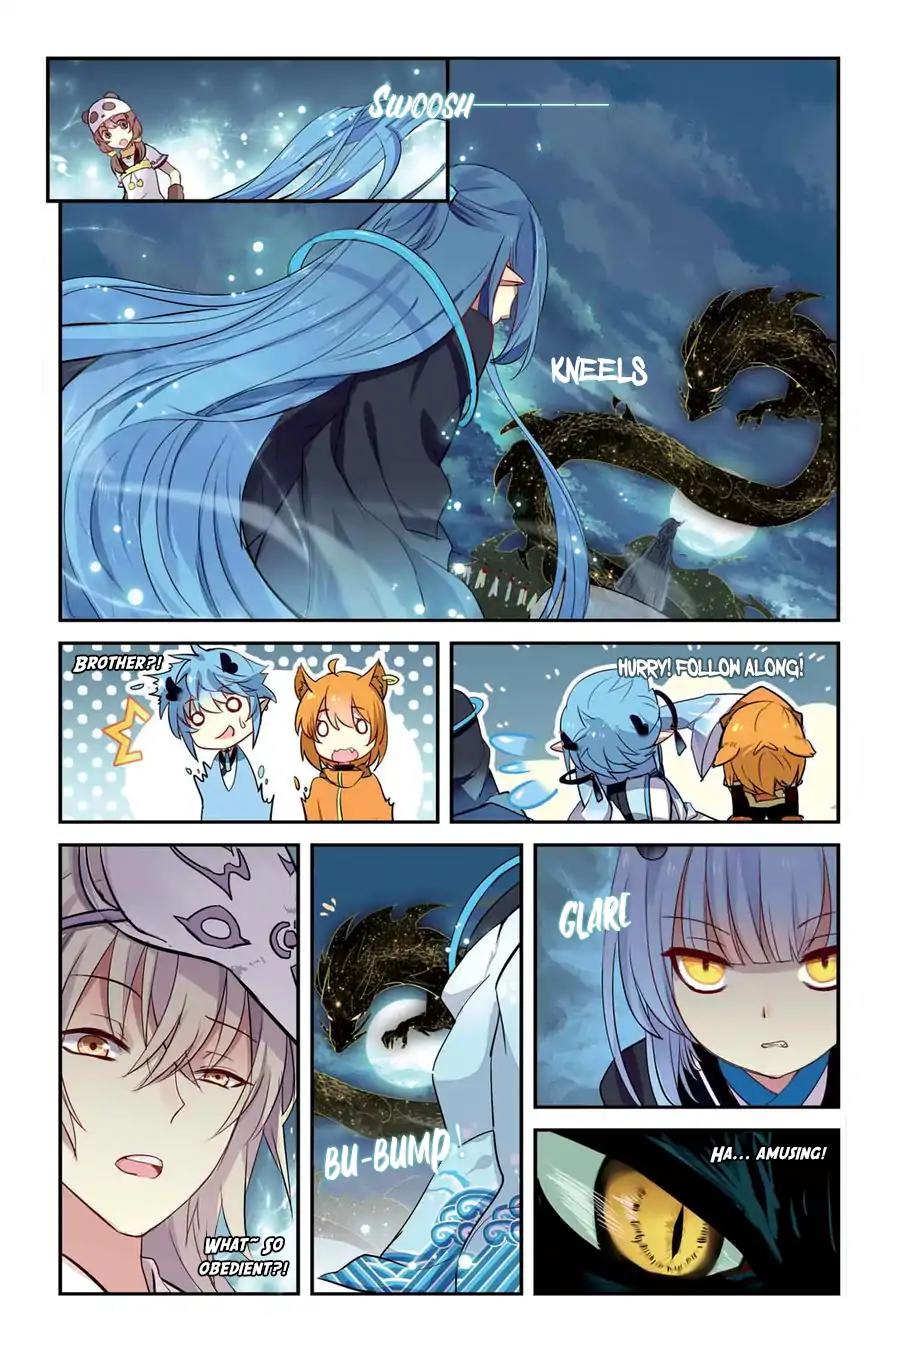 SWOOSH————
KNEELS
BROTHER?!
HURRY! FOLLOW ALONG!
WHAT~ SO
OBEDIENT?!
BU-BUMP!
GLARE
HA... AMUSING!